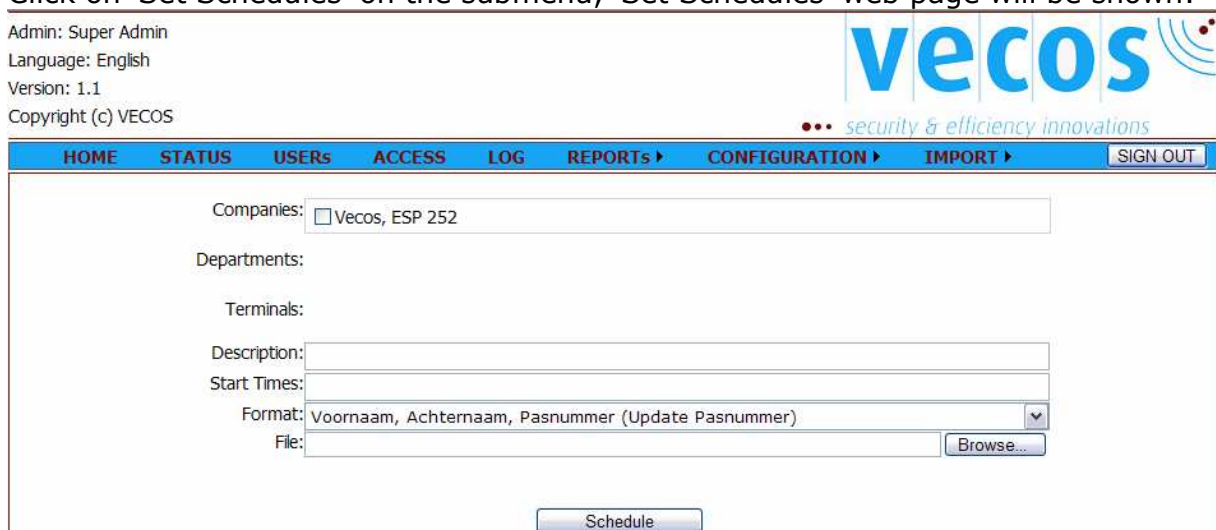 Click on 'Set Schedules' on the submenu, 'Set Schedules' web page will be shown.
Admin: Super Admin
Language: English
Version: 1.1
Copyright (c) VECOS
vecos
security & efficiency innovations
HOME STATUS USERs ACCESS LOG REPORTs CONFIGURATION IMPORT SIGN OUT
Companies: Vecos, ESP 252
Departments:
Terminals:
Description:
Start Times:
Format: Voornaam, Achternaam, Pasnummer (Update Pasnummer)
File: Browse...
Schedule